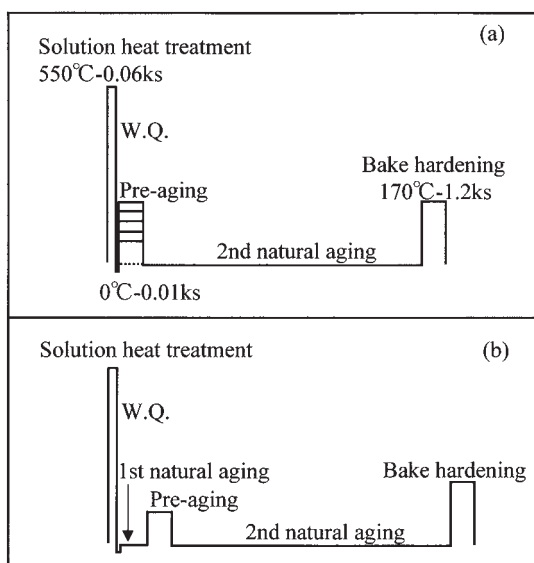 (a)
Solution heat treatment
550℃-0.06ks
W.Q.
Pre-aging
Bake hardening
170℃-1.2ks
2nd natural aging
0℃-0.01ks
(b)
Solution heat treatment
W.Q.
1st natural aging
Pre-aging
Bake hardening
2nd natural aging